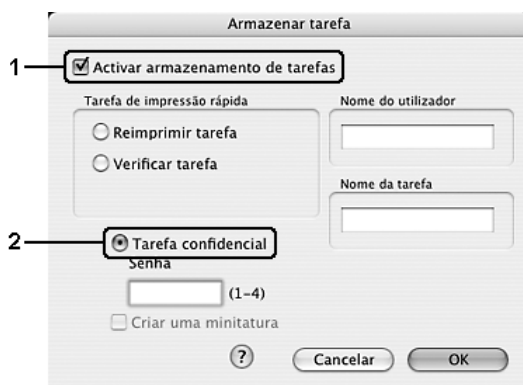 Armazenar tarefa
1
Activar armazenamento de tarefas
Tarefa de impressão rápida
Nome do utilizador
Reimprimir tarefa
Verificar tarefa
Nome da tarefa
2
Tarefa confidencial
Senha
(1-4)
Criar uma minitatura
?
Cancelar
OK